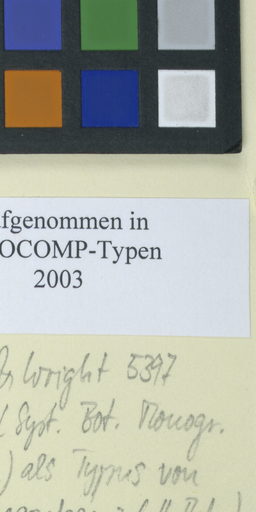 fgenommen in
OCOMP-Typen
2003
& Wright 5397
(Syst. Bot. Monogr.
) als Typus von